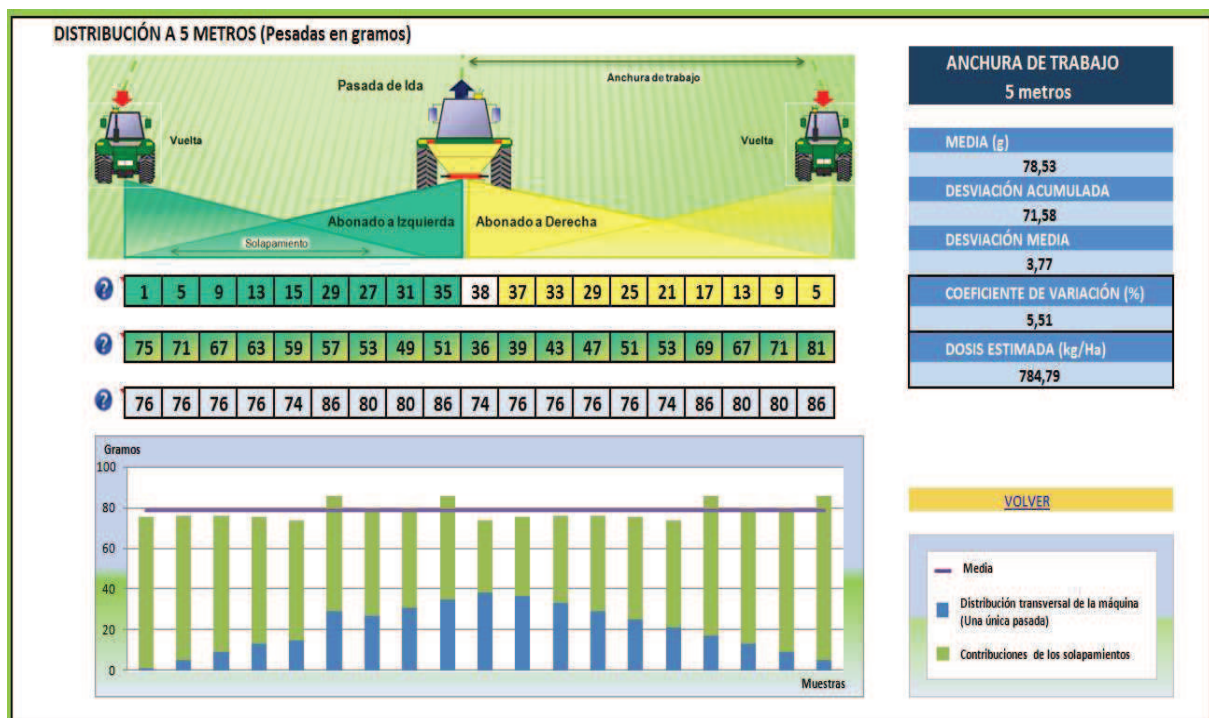 DISTRIBUCIÓN A 5 METROS (Pesadas en gramos)
Pasada de Ida
Anchura de trabajo
Vuelta
Vuelta
Abonado a Izquierda
Abonado a Derecha
Solapamiento
? 1 5 9 13 15 29 27 31 35 38 37 33 29 25 21 17 13 9 5
? 75 71 67 63 59 57 53 49 51 36 39 43 47 51 53 69 67 71 81
? 76 76 76 76 74 86 80 80 86 74 76 76 76 76 74 86 80 80 86
Gramos
100
80
60
40
20
0
Muestras
ANCHURA DE TRABAJO
5 metros
MEDIA (g)
78,53
DESVIACIÓN ACUMULADA
71,58
DESVIACIÓN MEDIA
3,77
COEFICIENTE DE VARIACIÓN (%)
5,51
DOSIS ESTIMADA (kg/Ha)
784,79
VOLVER
Media
Distribución transversal de la máquina
(Una única pasada)
Contribuciones de los solapamientos